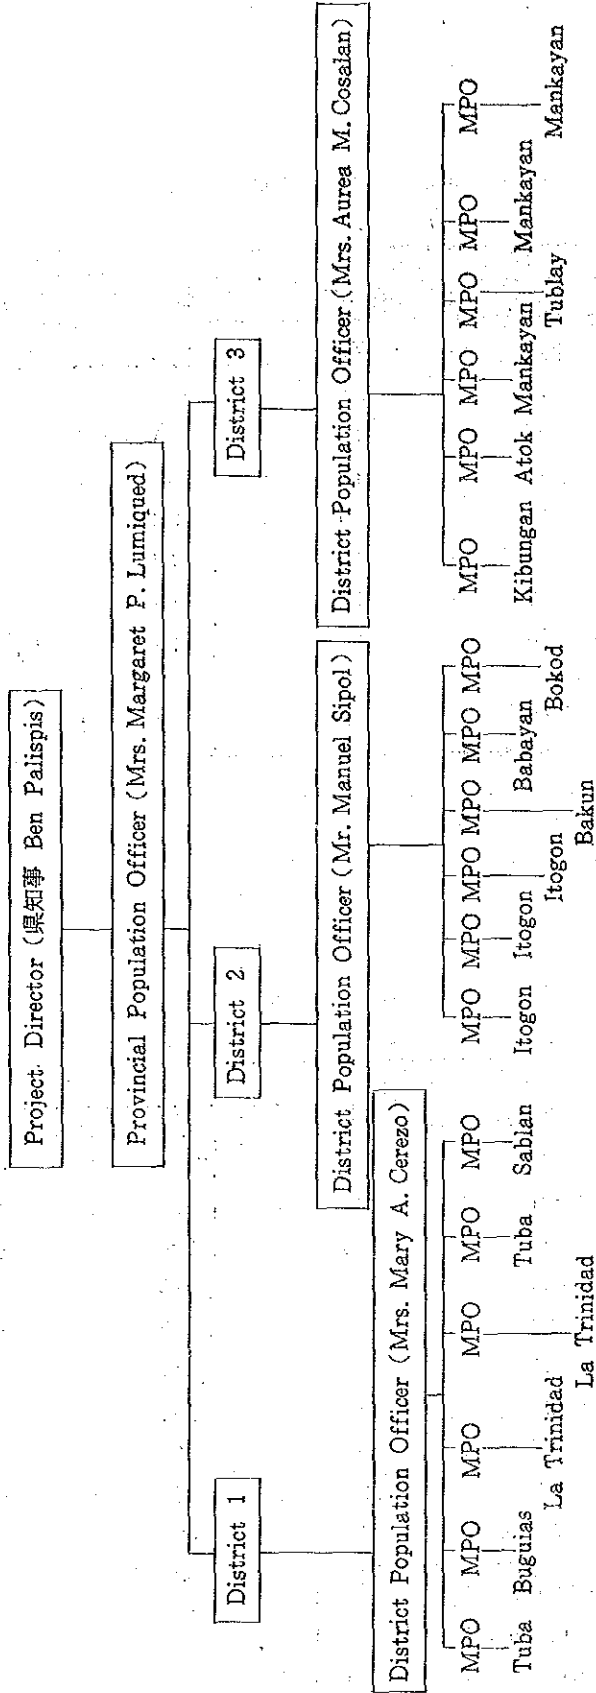 Project Director (県知事 Ben Palispis)
Provincial Population Officer (Mrs. Margaret P. Lumiqued)
District 1
District 2
District 3
District Population Officer (Mrs. Mary A. Cerezo)
District Population Officer (Mr. Manuel Sipol)
District Population Officer (Mrs. Aurea M. Cosalan)
MPO MPO MPO MPO MPO MPO
Tuba Buguias La Trinidad La Trinidad Tuba Sablan
MPO MPO MPO MPO MPO MPO
Itogon Itogon Itogon Bakun Babayan Bokod
MPO MPO MPO MPO MPO MPO
Kibungan Atok Mankayan Tublay Mankayan Mankayan